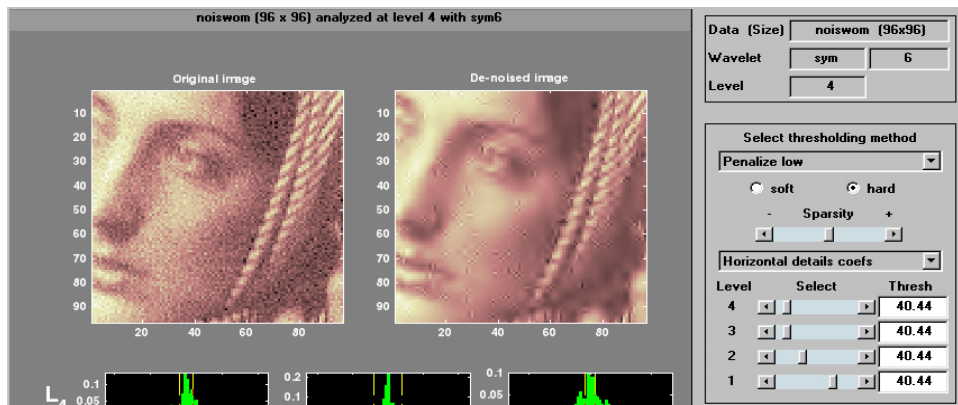 noiswom (96 x 96) analyzed at level 4 with sym6
Original image
De-noised image
10
20
30
40
50
60
70
80
90
20
40
60
80
10
20
30
40
50
60
70
80
90
20
40
60
80
L4
0.1
0.05
0.2
0.1
0.1
0.05
Data (Size) noiswom (96x96)
Wavelet sym 6
Level 4
Select thresholding method
Penalize low
soft hard
- Sparsity +
Horizontal details coefs
Level Select Thresh
4 40.44
3 40.44
2 40.44
1 40.44